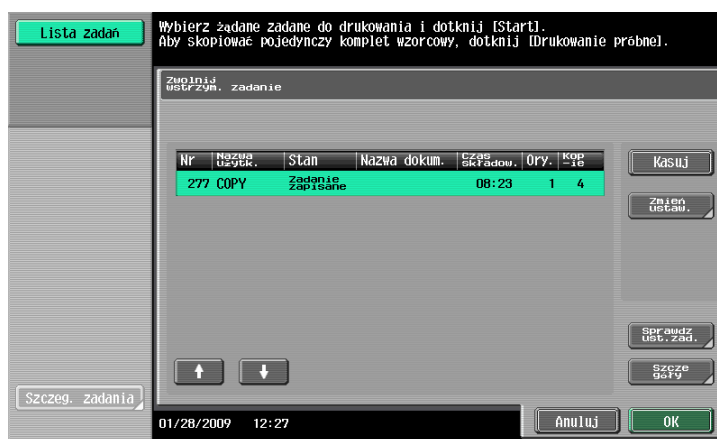 Lista zadań
Wybierz żądane zadane do drukowania i dotknij [Start].
Aby skopiować pojedynczy komplet wzorcowy, dotknij [Drukowanie próbne].
Zwolnij
wstrzym. zadanie
Nr Nazwa użytk. Stan Nazwa dokum. Czas składow. Ory. Kop -ie
277 COPY Zadanie zapisane 08:23 1 4
Kasuj
Zmień
ustaw.
Sprawdz
ust.zad.
Szcze
góły
Szczeg. zadania
01/28/2009 12:27
Anuluj
OK